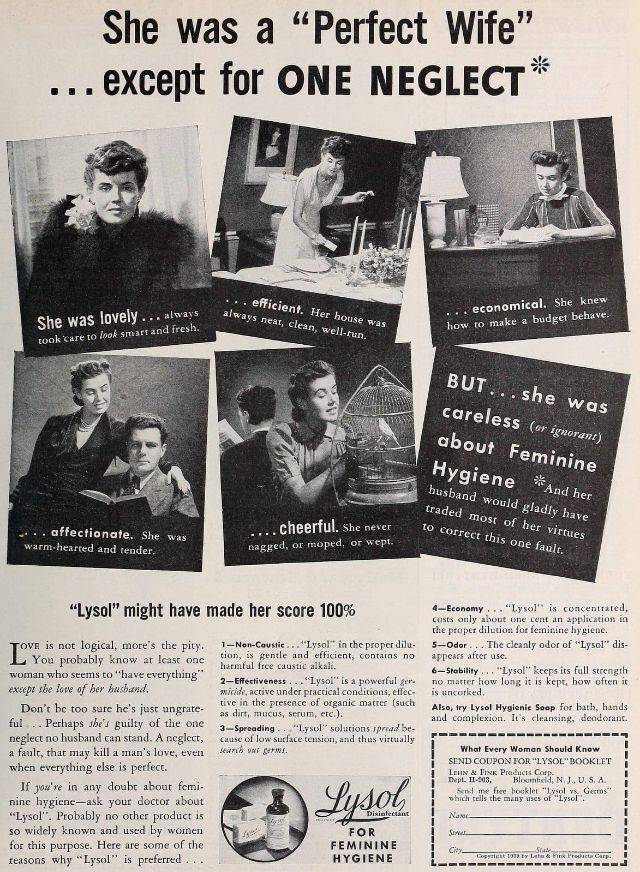 She was a "Perfect Wife"
...except for ONE NEGLECT*
She was lovely... always
took care to look smart and fresh.
... efficient. Her house was
always neat, clean, well-run.
... economical. She knew
how to make a budget behave.
... affectionate. She was
warm-hearted and tender.
....cheerful. She never
nagged, or moped, or wept.
BUT...she was
careless (or ignorant)
about Feminine
Hygiene *And her
husband would gladly have
traded most of her virtues
to correct this one fault.
"Lysol" might have made her score 100%
LOVE is not logical, more's the pity.
You probably know at least one
woman who seems to "have everything"
except the love of her husband.
Don't be too sure he's just ungrate-
ful... Perhaps she's guilty of the one
neglect no husband can stand. A neglect,
a fault, that may kill a man's love, even
when everything else is perfect.
If you're in any doubt about femi-
nine hygiene—ask your doctor about
"Lysol". Probably no other product is
so widely known and used by women
for this purpose. Here are some of the
reasons why "Lysol" is preferred...
1—Non-Caustic..."Lysol" in the proper dilu-
tion, is gentle and efficient, contains no
harmful free caustic alkali.
2—Effectiveness..."Lysol" is a powerful ger-
micide, active under practical conditions, effec-
tive in the presence of organic matter (such
as dirt, mucus, serum, etc.).
3—Spreading..."Lysol" solutions spread be-
cause of low surface tension, and thus virtually
search out germs.
Lysol
Disinfectant
FOR
FEMININE
HYGIENE
4—Economy..."Lysol" is concentrated,
costs only about one cent an application in
the proper dilution for feminine hygiene.
5—Odor...The cleanly odor of "Lysol" dis-
appears after use.
6—Stability..."Lysol" keeps its full strength
no matter how long it is kept, how often it
is uncorked.
Also, try Lysol Hygienic Soap for bath, hands
and complexion. It's cleansing, deodorant.
What Every Woman Should Know
SEND COUPON FOR "LYSOL" BOOKLET
LEHN & FINK Products Corp.
Dept. H-903, Bloomfield, N. J., U. S. A.
Send me free booklet "Lysol vs. Germs"
which tells the many uses of "Lysol".
Name
Street
City State
Copyright 1939 by Lehn & Fink Products Corp.